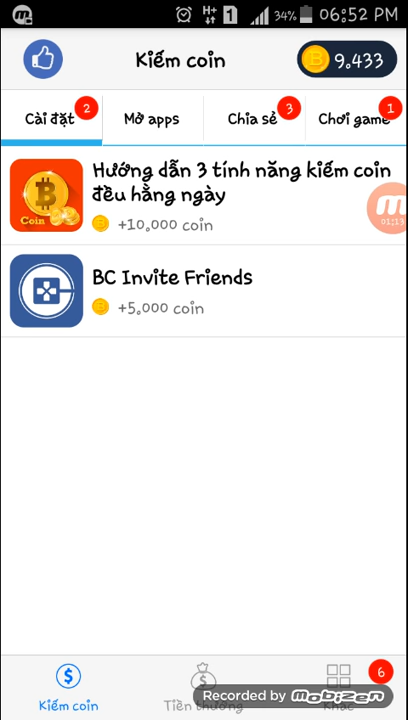 H+ 1 34% 06:52 PM
Kiếm coin
B 9,433
Cài đặt 2
Mở apps
Chia sẻ 3
Chơi game 1
Hướng dẫn 3 tính năng kiếm coin
đều hằng ngày
Coin
+10,000 coin
01:13
BC Invite Friends
+5,000 coin
Kiếm coin
Tiền thưởng
Khác
6
Recorded by mobizen